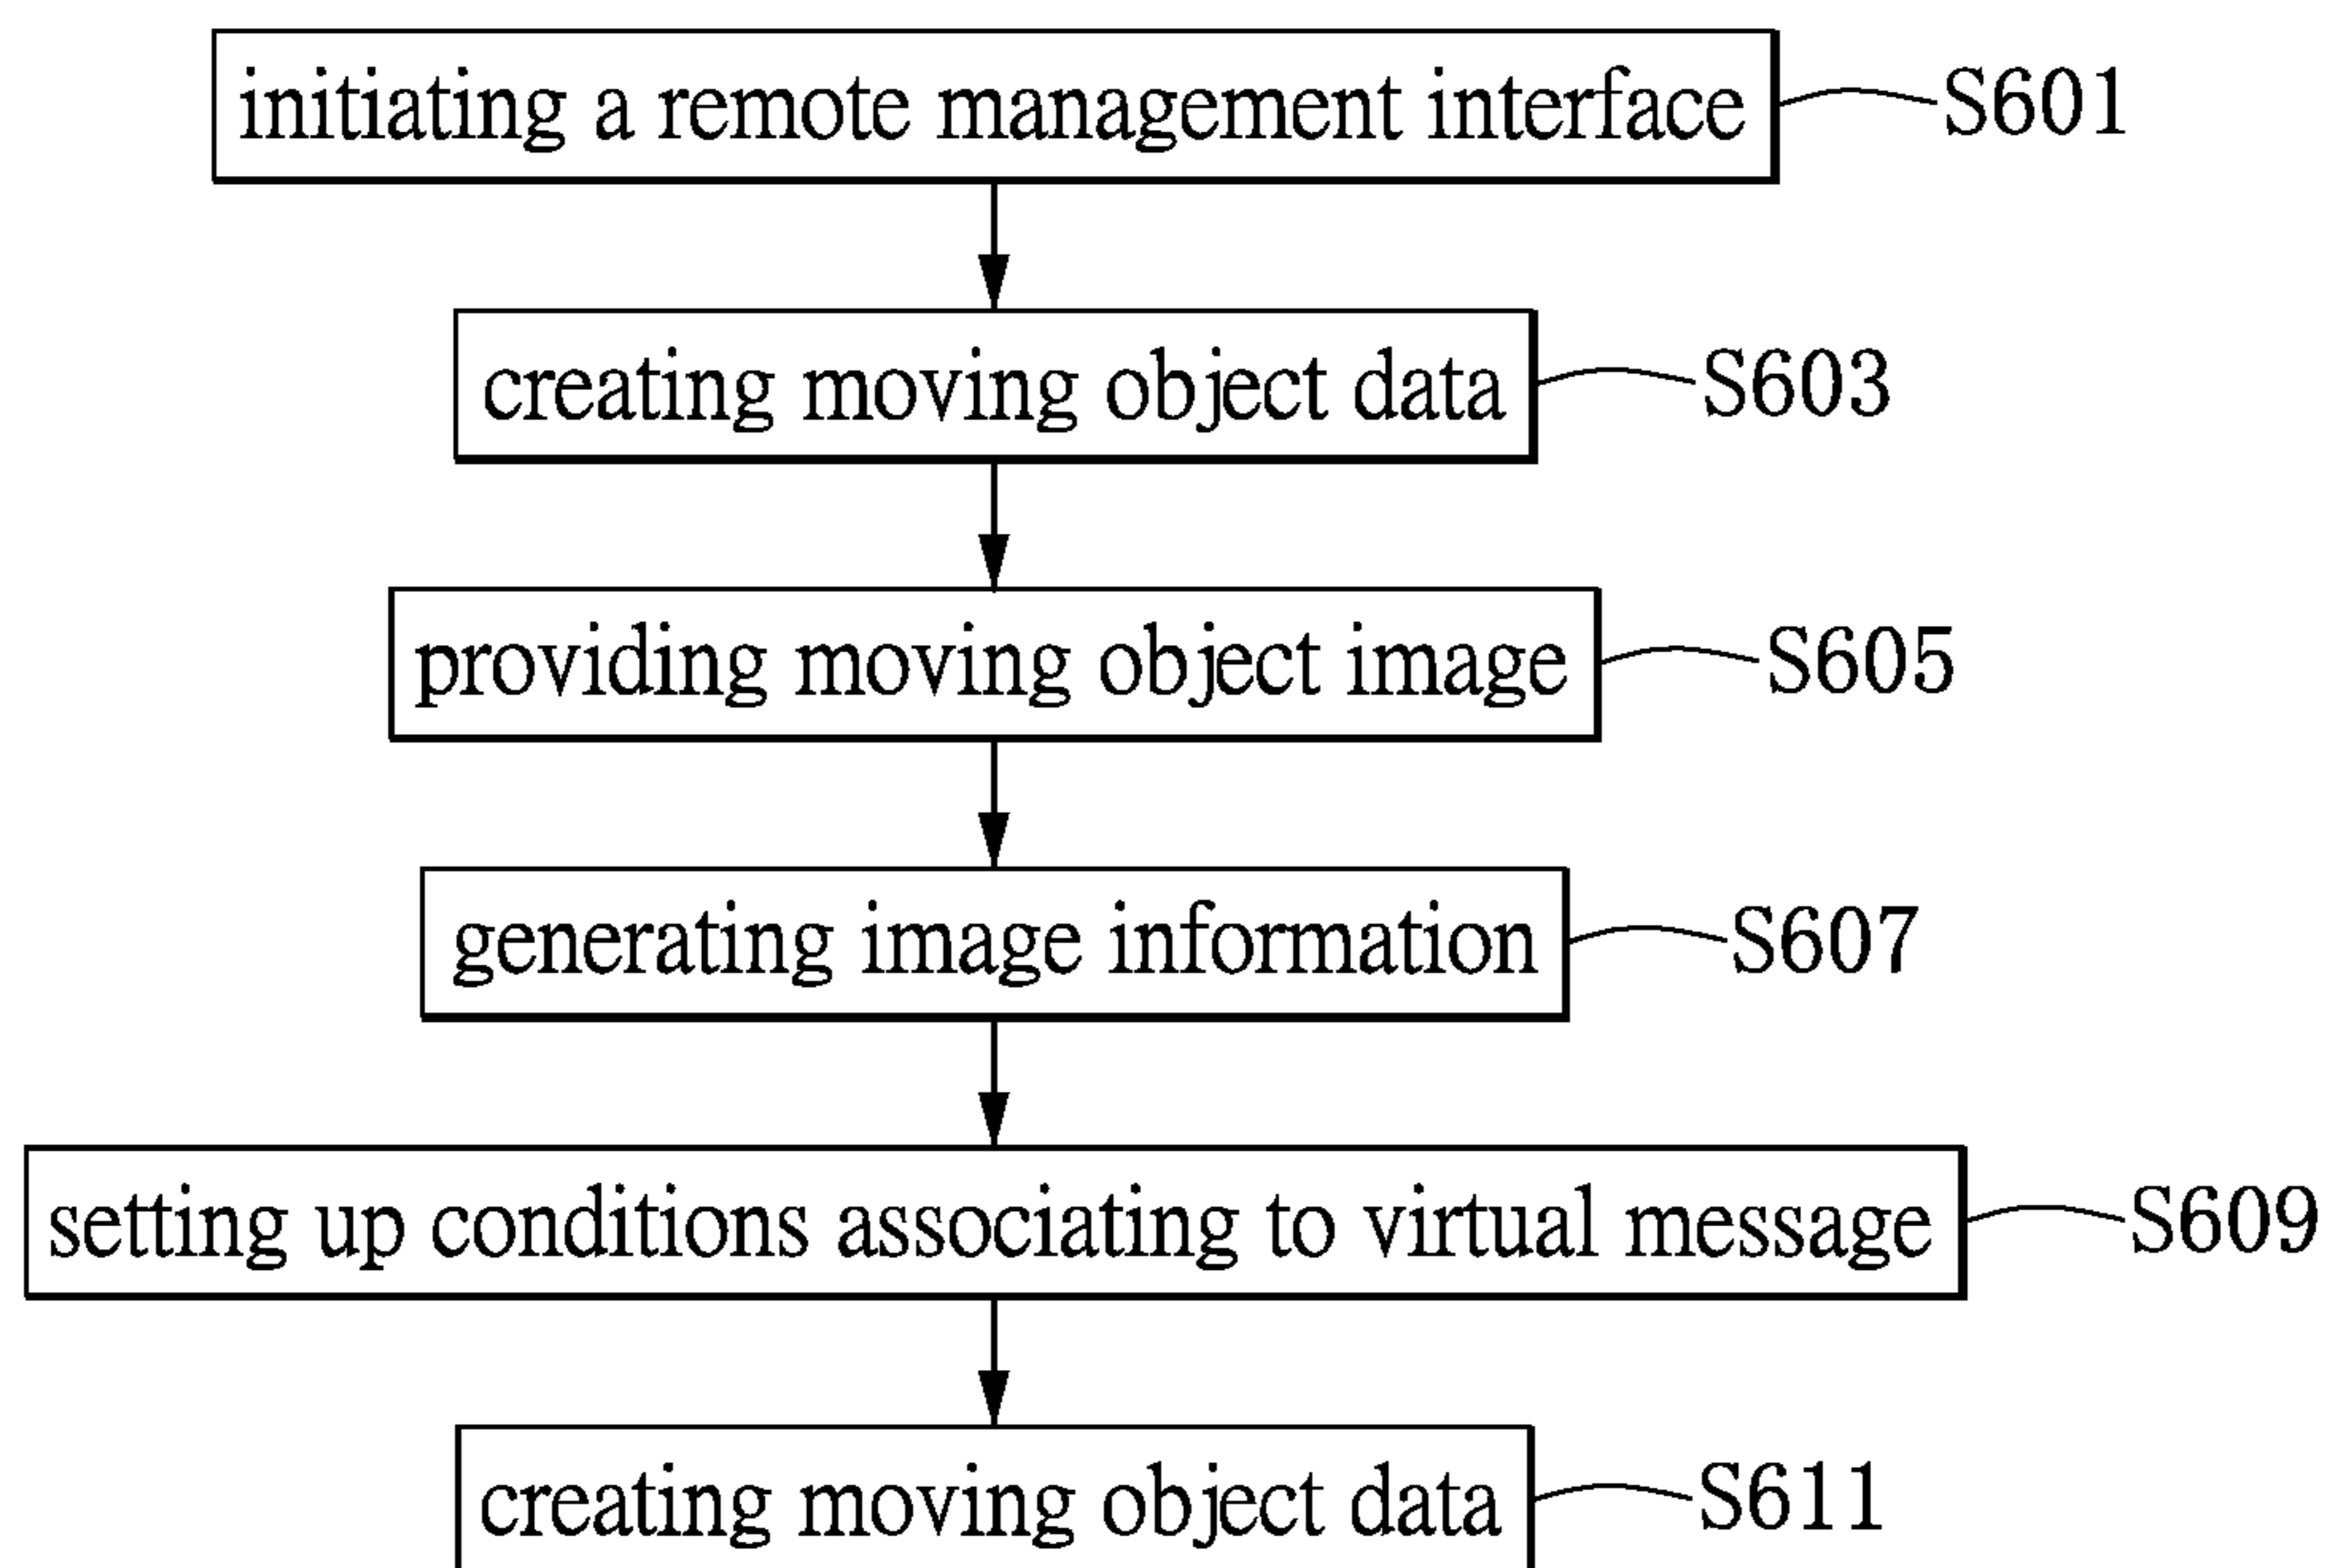 initiating a remote management interface S601
creating moving object data S603
providing moving object image S605
generating image information S607
setting up conditions associating to virtual message S609
creating moving object data S611